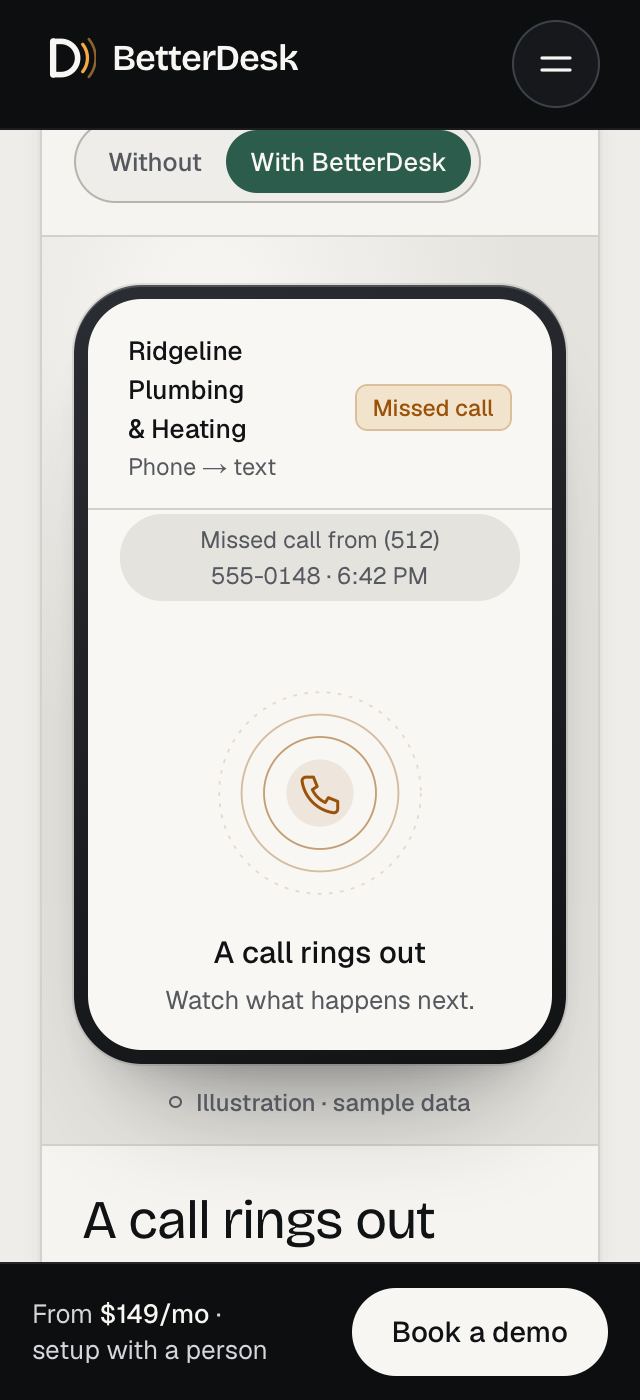 BetterDesk
Without
With BetterDesk
Ridgeline
Plumbing
& Heating
Phone → text
Missed call
Missed call from (512)
555-0148 · 6:42 PM
A call rings out
Watch what happens next.
Illustration · sample data
A call rings out
From $149/mo ·
setup with a person
Book a demo